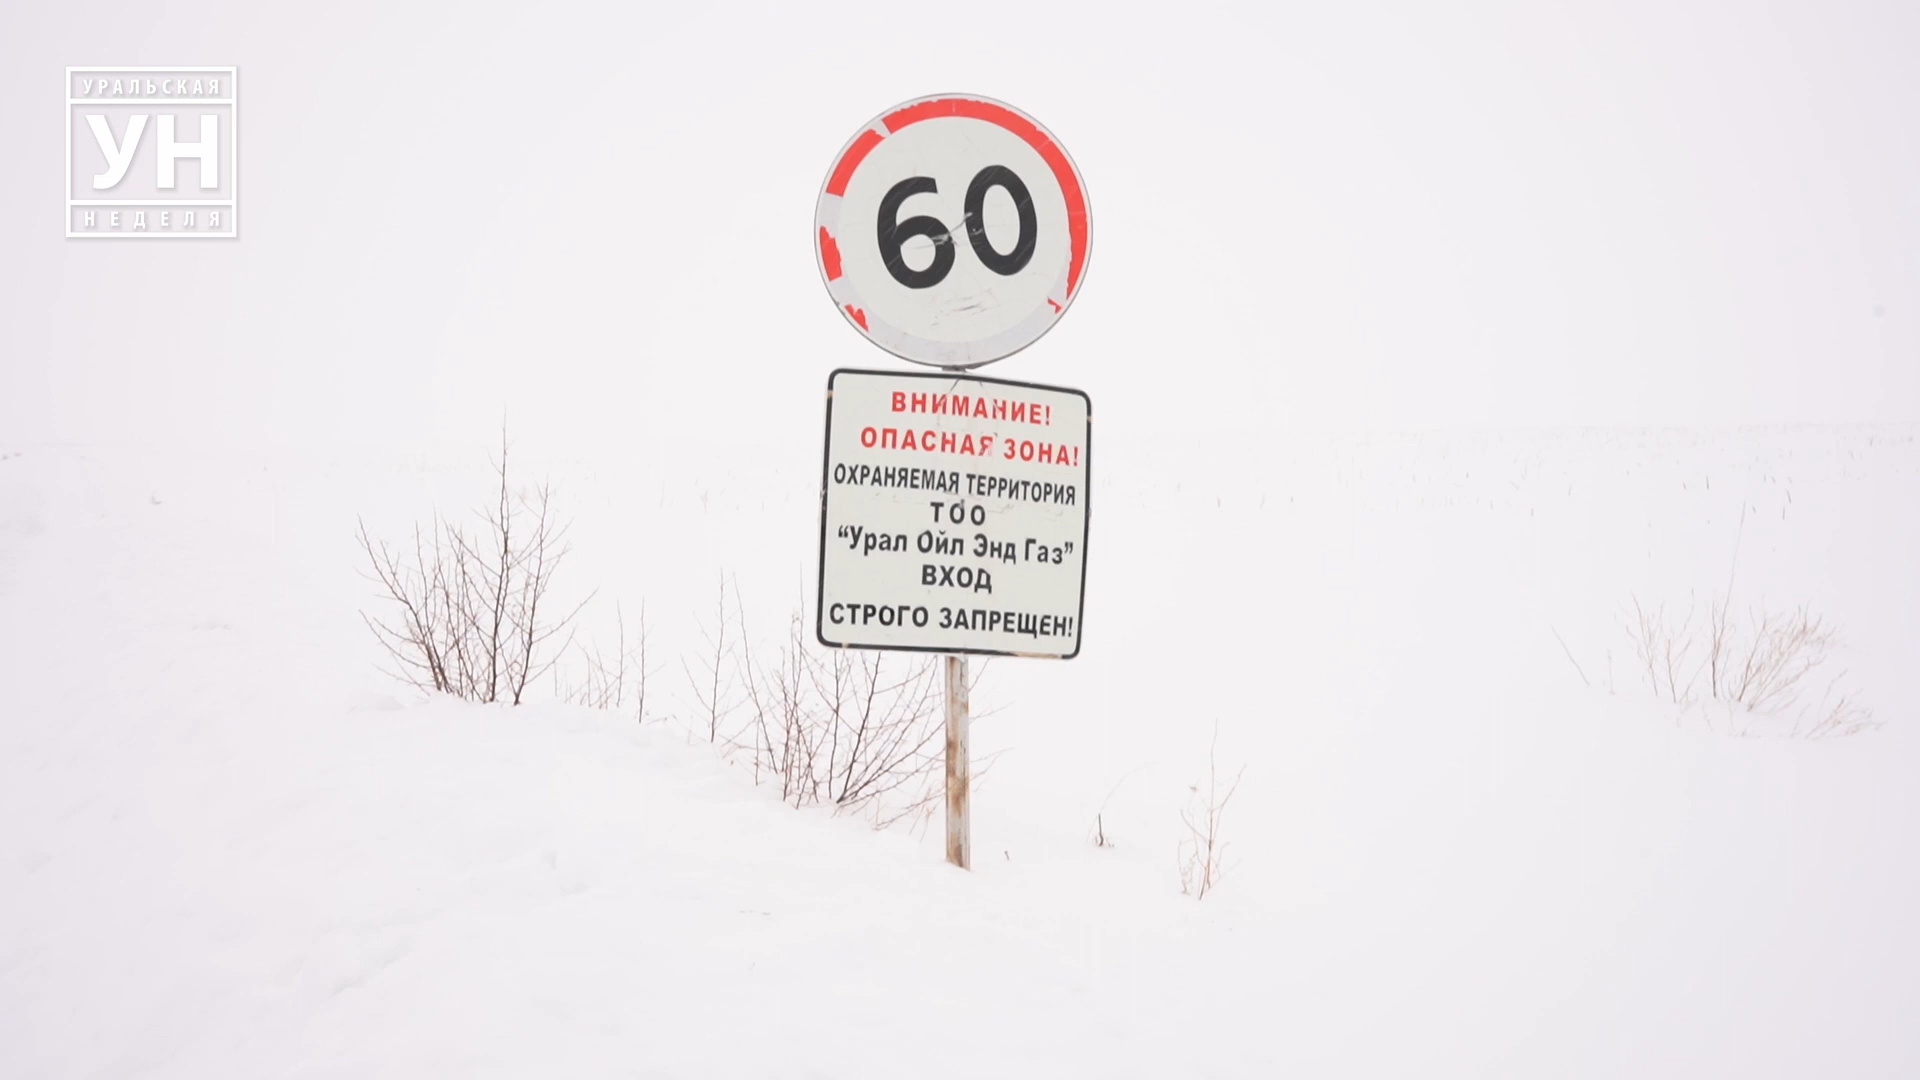 УРАЛЬСКАЯ
УН
НЕДЕЛЯ
60
ВНИМАНИЕ!
ОПАСНАЯ ЗОНА!
ОХРАНЯЕМАЯ ТЕРРИТОРИЯ
ТОО
“Урал Ойл Энд Газ”
ВХОД
СТРОГО ЗАПРЕЩЕН!